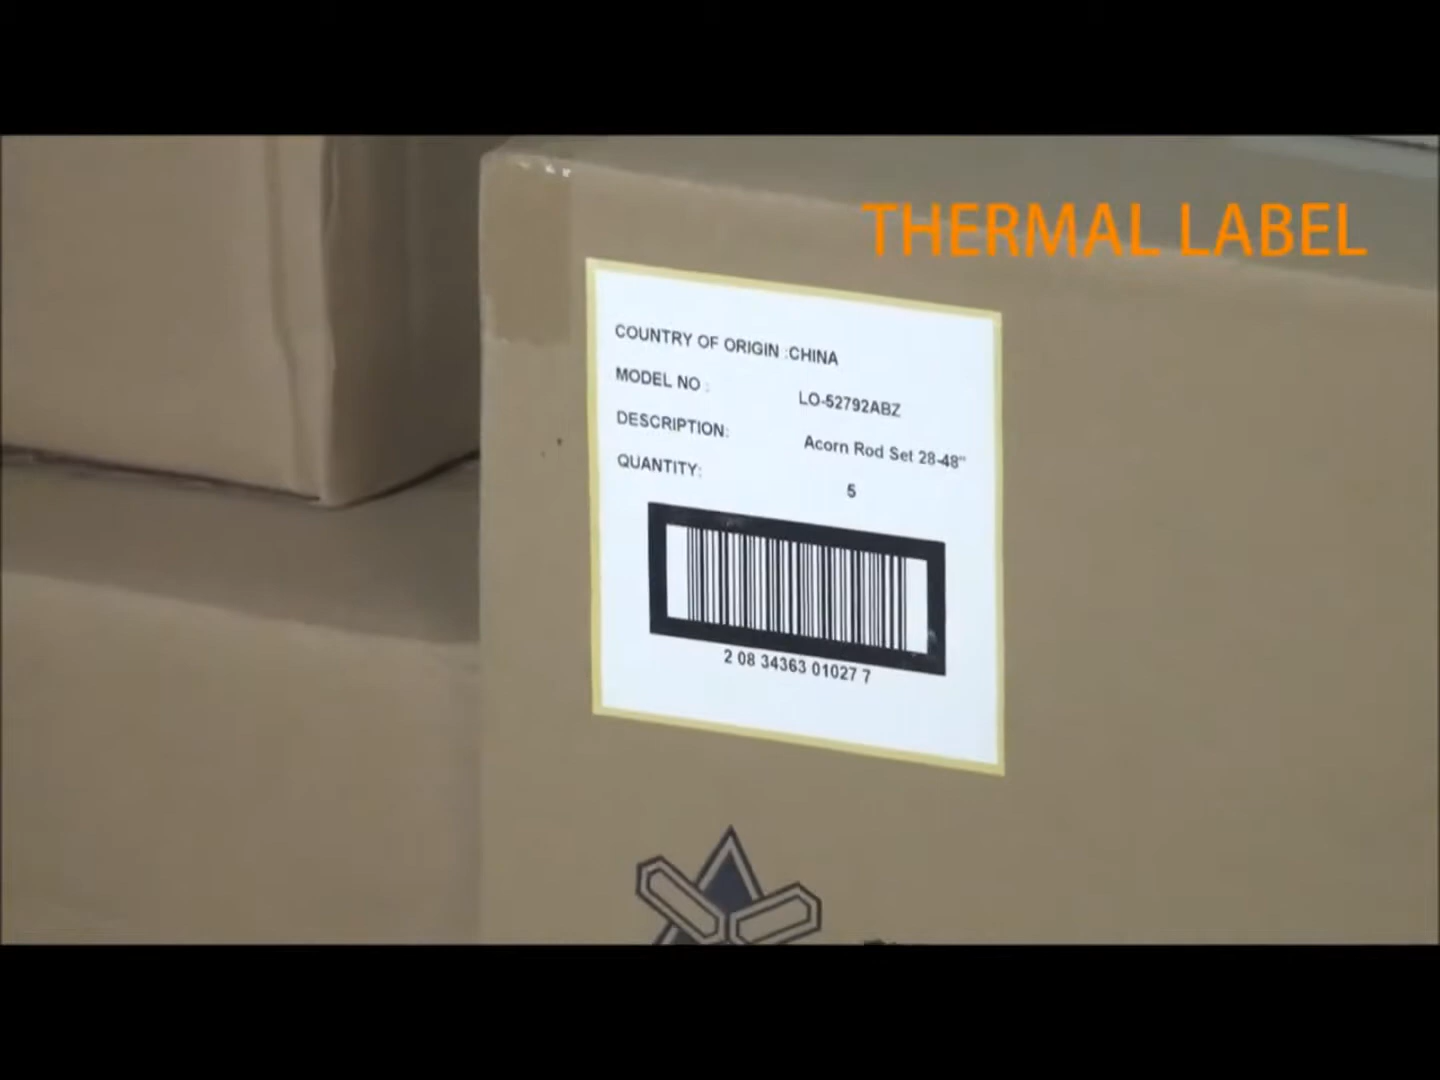 THERMAL LABEL
COUNTRY OF ORIGIN :CHINA
MODEL NO : LO-52792ABZ
DESCRIPTION: Acorn Rod Set 28-48"
QUANTITY: 5
2 08 34363 01027 7